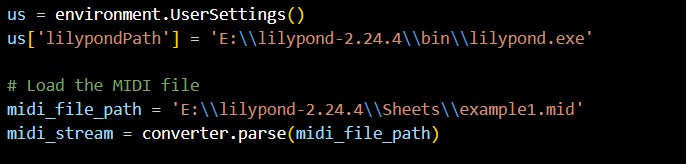 us = environment.UserSettings()
us['lilypondPath'] = 'E:\\lilypond-2.24.4\\bin\\lilypond.exe'
# Load the MIDI file
midi_file_path = 'E:\\lilypond-2.24.4\\Sheets\\example1.mid'
midi_stream = converter.parse(midi_file_path)